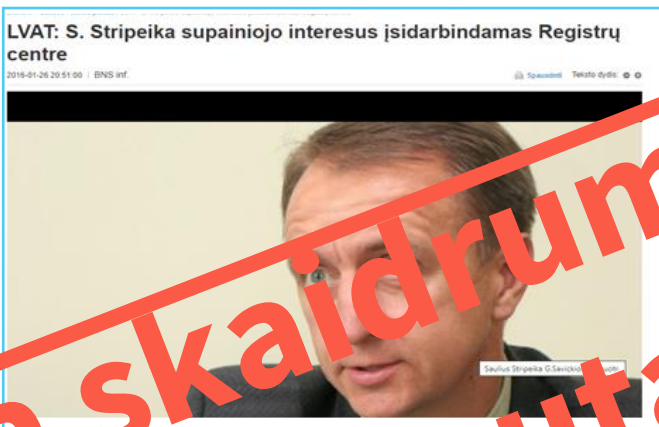 LVAT: S. Stripeika supainiojo interesus įsidarbindamas Registrų
centre
2016-01-26 20:51:00 | BNS inf.
Spausdinti Teksto dydis:
skaidrum
Saulius Stripeika G.Savickio